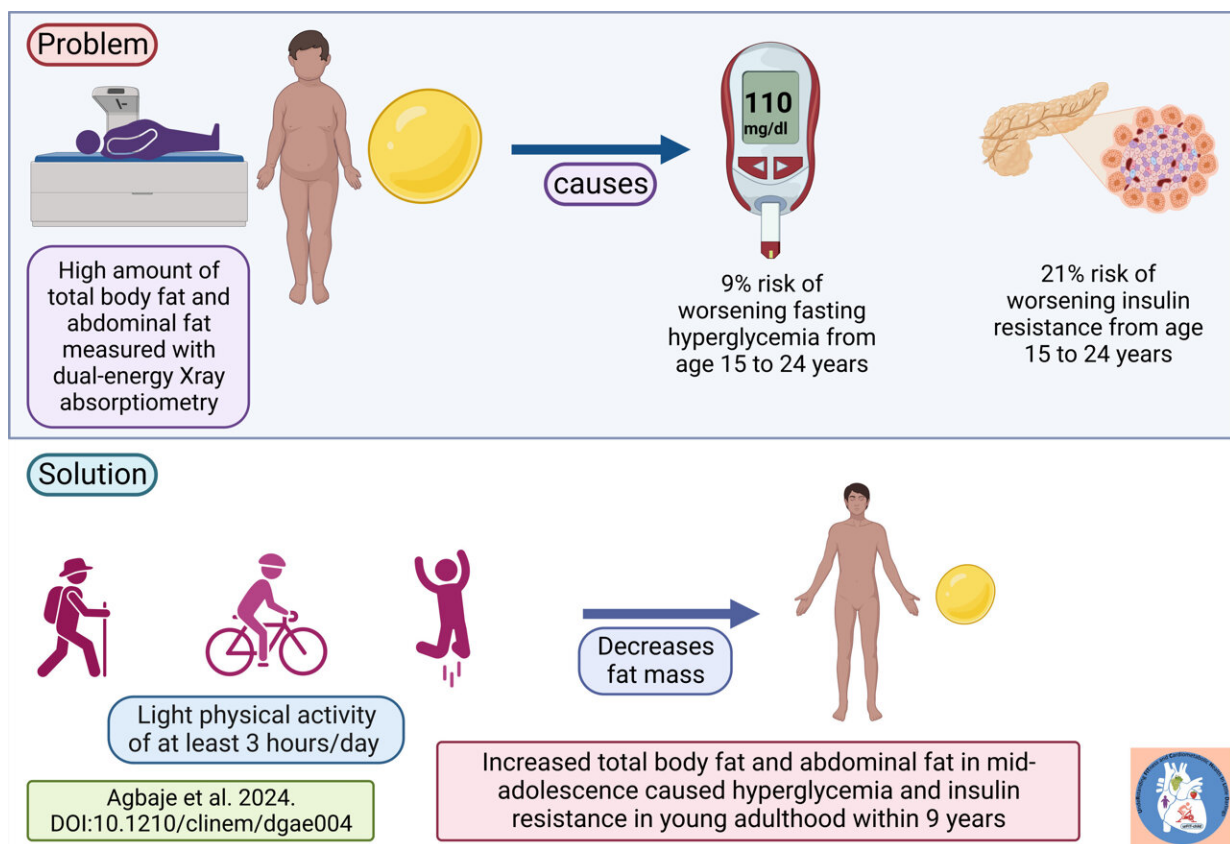 Problem
High amount of
total body fat and
abdominal fat
measured with
dual-energy Xray
absorptiometry
causes
110
mg/dl
9% risk of
worsening fasting
hyperglycemia from
age 15 to 24 years
21% risk of
worsening insulin
resistance from age
15 to 24 years
Solution
Light physical activity
of at least 3 hours/day
Decreases
fat mass
Agbaje et al. 2024.
DOI:10.1210/clinem/dgae004
Increased total body fat and abdominal fat in mid-
adolescence caused hyperglycemia and insulin
resistance in young adulthood within 9 years